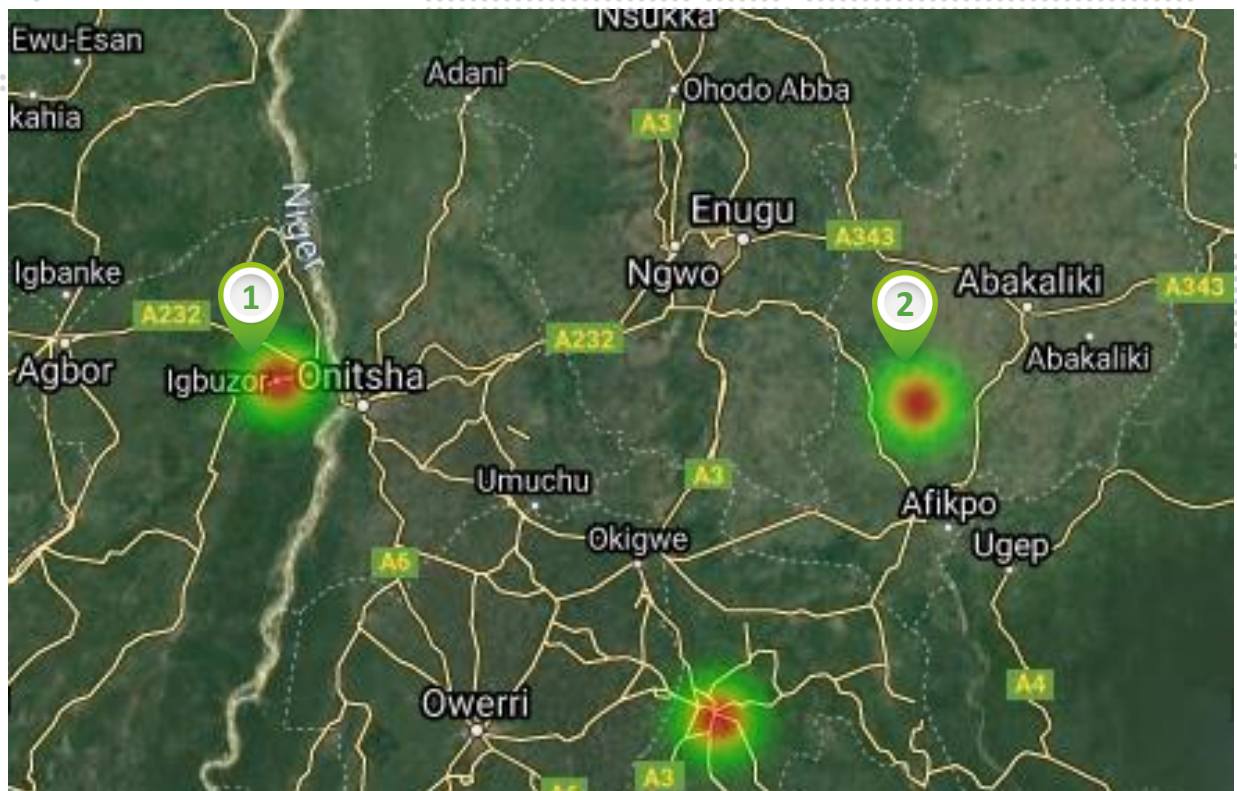 Nsukka
Ewu-Esan
Adani
Ohodo Abba
kahia
A3
Niger
Enugu
A343
Igbanke
Ngwo
Abakaliki
A343
1
2
A232
A232
Abakaliki
Agbor
Igbuzor
Onitsha
A3
Umuchu
Afikpo
Okigwe
Ugep
A6
A4
Owerri
A3